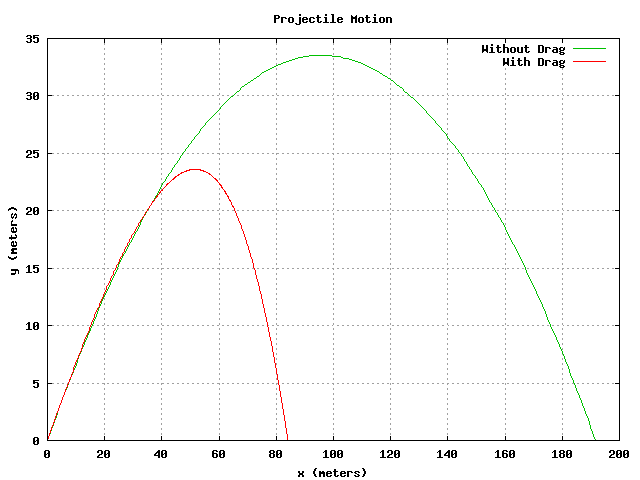 Projectile Motion
35
Without Drag
With Drag
30
25
20
y (meters)
15
10
5
0
0 20 40 60 80 100 120 140 160 180 200
x (meters)